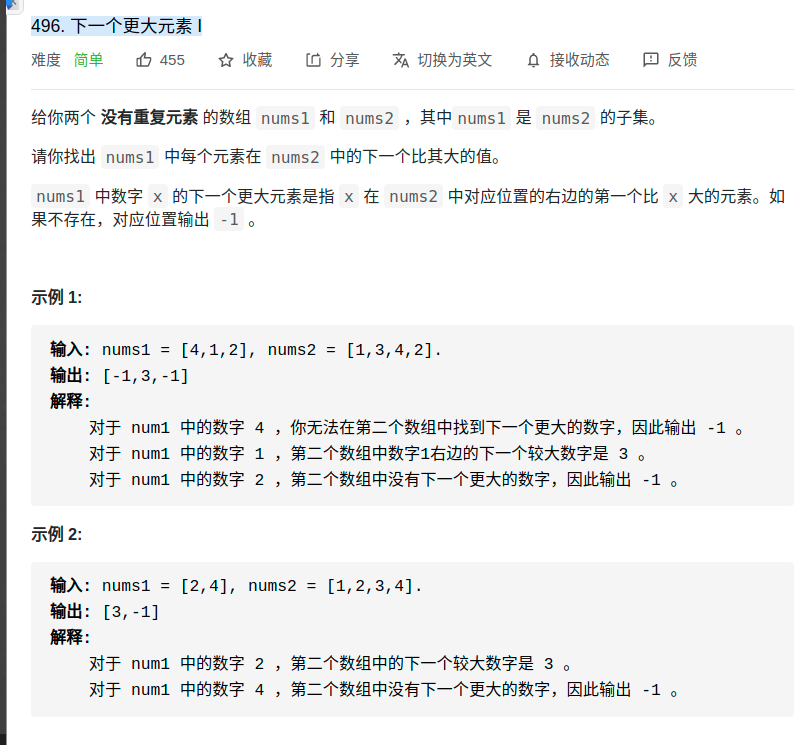 496. 下一个更大元素 I
难度 简单 455 收藏 分享 切换为英文 接收动态 反馈
给你两个 没有重复元素 的数组 nums1 和 nums2 ，其中 nums1 是 nums2 的子集。
请你找出 nums1 中每个元素在 nums2 中的下一个比其大的值。
nums1 中数字 x 的下一个更大元素是指 x 在 nums2 中对应位置的右边的第一个比 x 大的元素。如
果不存在，对应位置输出 -1 。
示例 1:
输入: nums1 = [4,1,2], nums2 = [1,3,4,2].
输出: [-1,3,-1]
解释:
对于 num1 中的数字 4 ，你无法在第二个数组中找到下一个更大的数字，因此输出 -1 。
对于 num1 中的数字 1 ，第二个数组中数字1右边的下一个较大数字是 3 。
对于 num1 中的数字 2 ，第二个数组中没有下一个更大的数字，因此输出 -1 。
示例 2:
输入: nums1 = [2,4], nums2 = [1,2,3,4].
输出: [3,-1]
解释:
对于 num1 中的数字 2 ，第二个数组中的下一个较大数字是 3 。
对于 num1 中的数字 4 ，第二个数组中没有下一个更大的数字，因此输出 -1 。